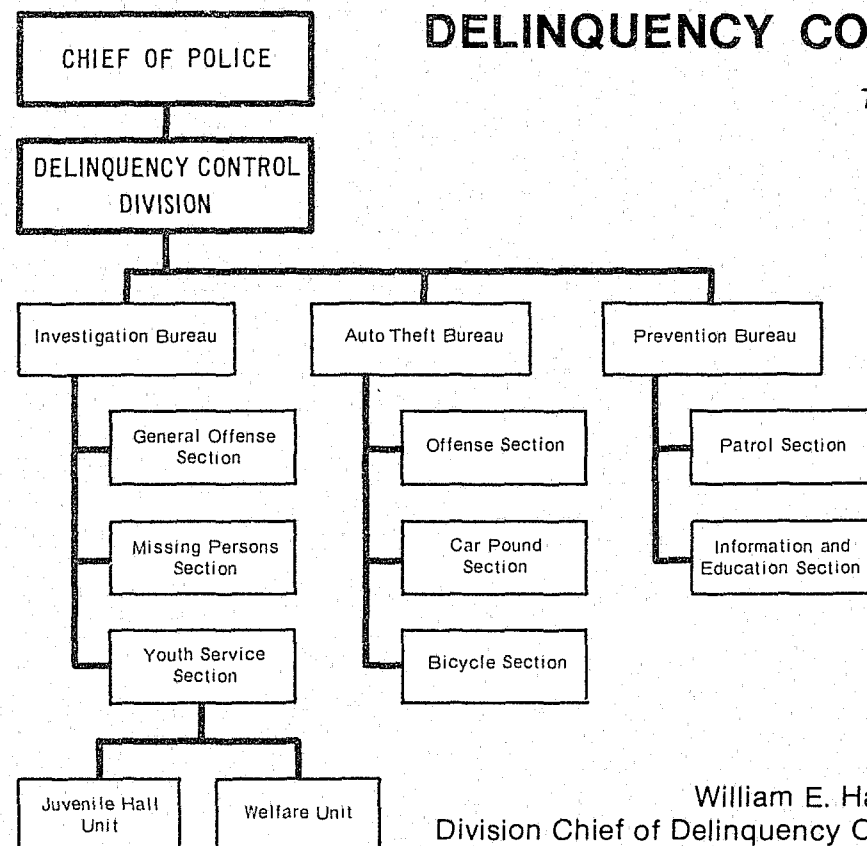 DELINQUENCY CO
CHIEF OF POLICE
DELINQUENCY CONTROL
DIVISION
Investigation Bureau
Auto Theft Bureau
Prevention Bureau
General Offense
Section
Offense Section
Patrol Section
Missing Persons
Section
Car Pound
Section
Information and
Education Section
Youth Service
Section
Bicycle Section
Juvenile Hall
Unit
Welfare Unit
William E. Ha
Division Chief of Delinquency C